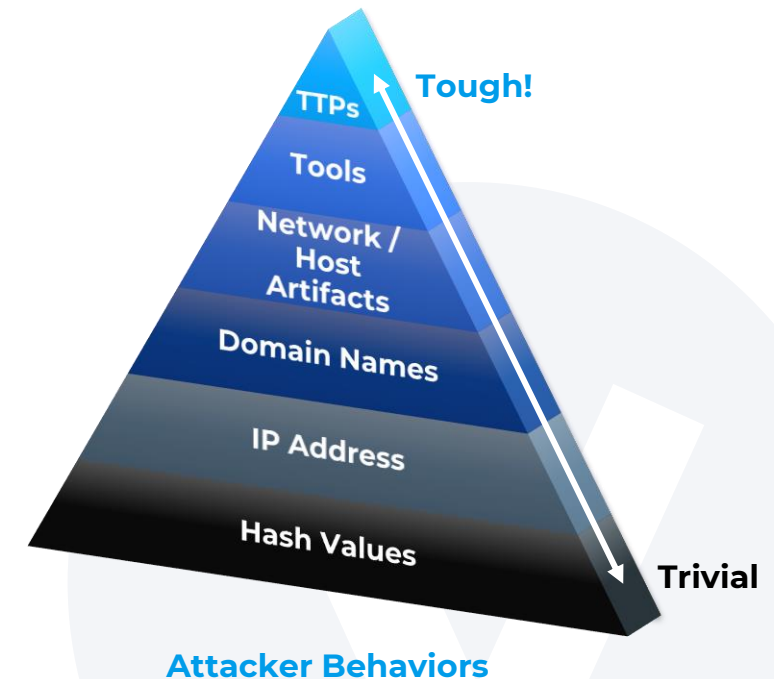 Tough!
TTPs
Tools
Network /
Host
Artifacts
Domain Names
IP Address
Hash Values
Trivial
Attacker Behaviors